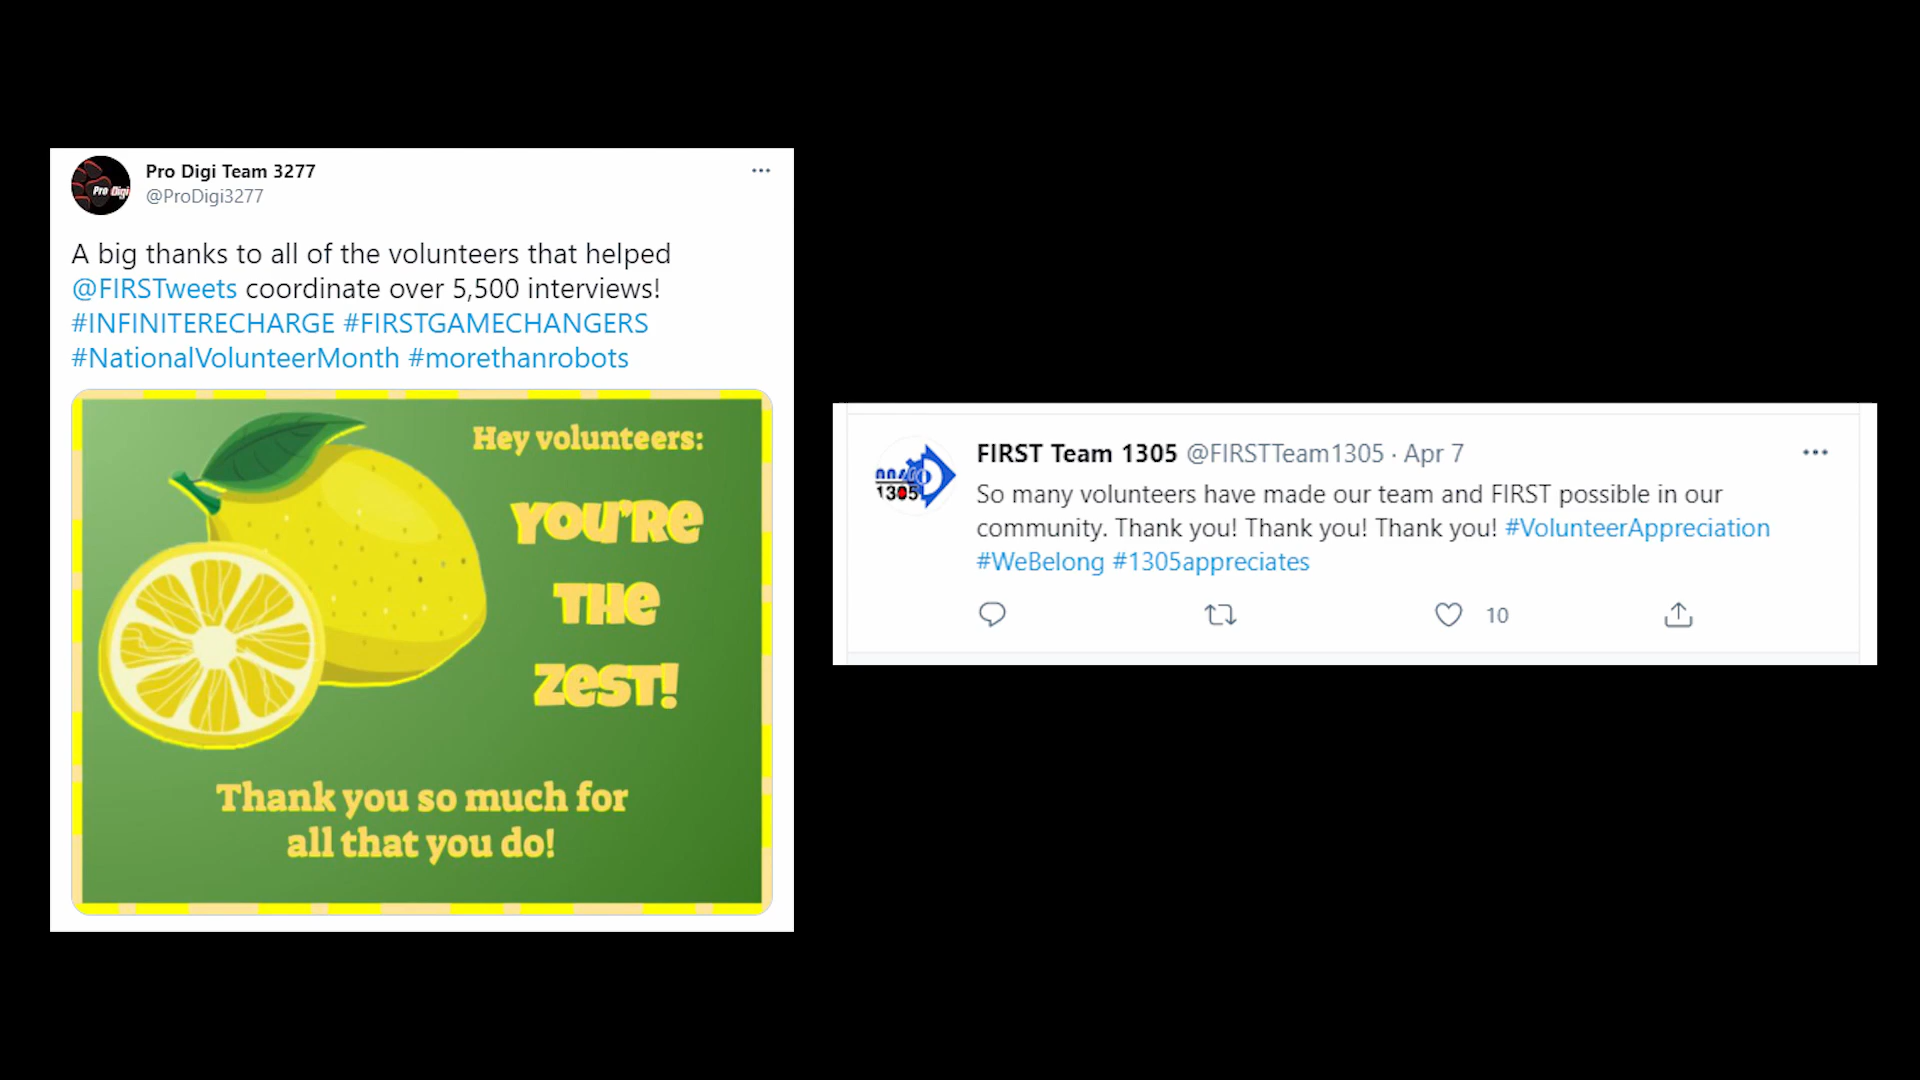 Pro Digi
Pro Digi Team 3277
@ProDigi3277
A big thanks to all of the volunteers that helped
@FIRSTweets coordinate over 5,500 interviews!
#INFINITERECHARGE #FIRSTGAMECHANGERS
#NationalVolunteerMonth #morethanrobots
Hey volunteers:
YOU'RE
THE
ZEST!
Thank you so much for
all that you do!
1305
FIRST Team 1305 @FIRSTTeam1305 · Apr 7
So many volunteers have made our team and FIRST possible in our
community. Thank you! Thank you! Thank you! #VolunteerAppreciation
#WeBelong #1305appreciates
10